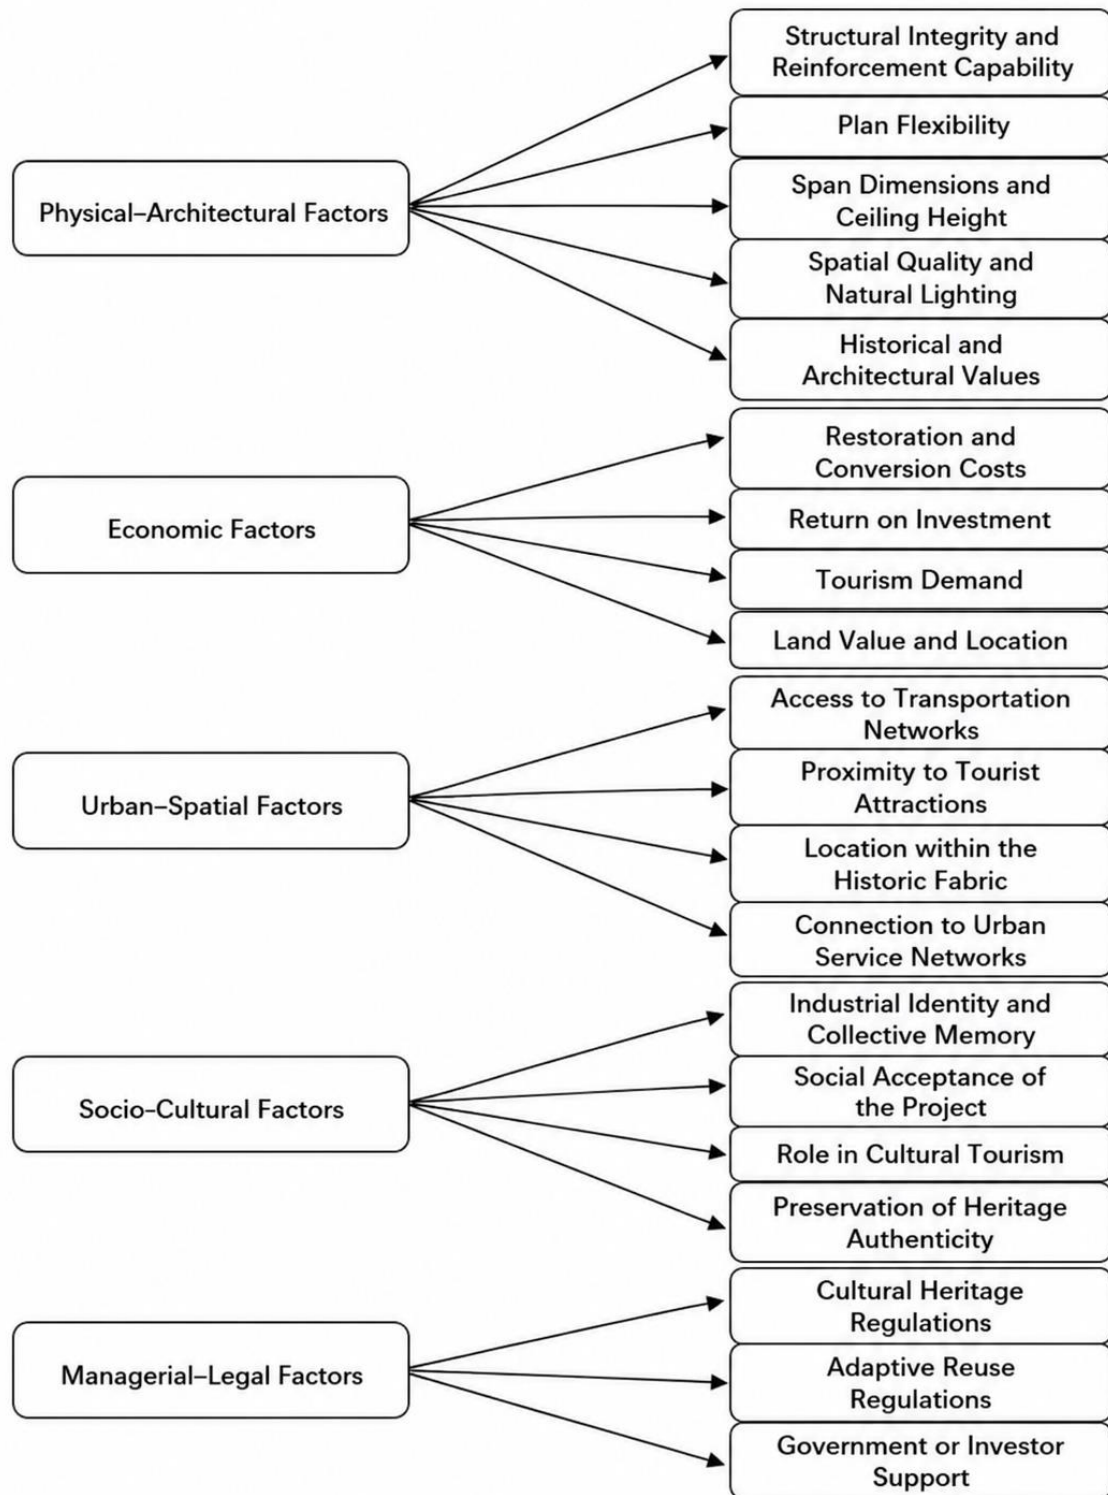 Physical–Architectural Factors
Structural Integrity and
Reinforcement Capability
Plan Flexibility
Span Dimensions and
Ceiling Height
Spatial Quality and
Natural Lighting
Historical and
Architectural Values
Economic Factors
Restoration and
Conversion Costs
Return on Investment
Tourism Demand
Land Value and Location
Urban–Spatial Factors
Access to Transportation
Networks
Proximity to Tourist
Attractions
Location within the
Historic Fabric
Connection to Urban
Service Networks
Socio–Cultural Factors
Industrial Identity and
Collective Memory
Social Acceptance of
the Project
Role in Cultural Tourism
Preservation of Heritage
Authenticity
Managerial–Legal Factors
Cultural Heritage
Regulations
Adaptive Reuse
Regulations
Government or Investor
Support